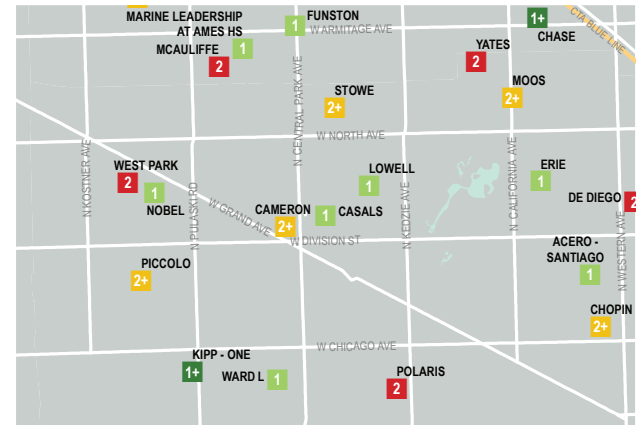 MARINE LEADERSHIP
AT AMES HS
1
FUNSTON
1
W ARMITAGE AVE
1+
CHASE
CTA BLUE LINE
MCAULIFFE
2
YATES
2
N CENTRAL PARK AVE
STOWE
2+
MOOS
2+
W NORTH AVE
N KOSTNER AVE
WEST PARK
2
1
NOBEL
N PULASKI RD
W GRAND AVE
LOWELL
1
N KEDZIE AVE
N CALIFORNIA AVE
ERIE
1
DE DIEGO
2
CAMERON
2+
1
CASALS
W DIVISION ST
N WESTERN AVE
ACERO -
SANTIAGO
1
PICCOLO
2+
CHOPIN
2+
W CHICAGO AVE
KIPP - ONE
1+
WARD L
1
POLARIS
2